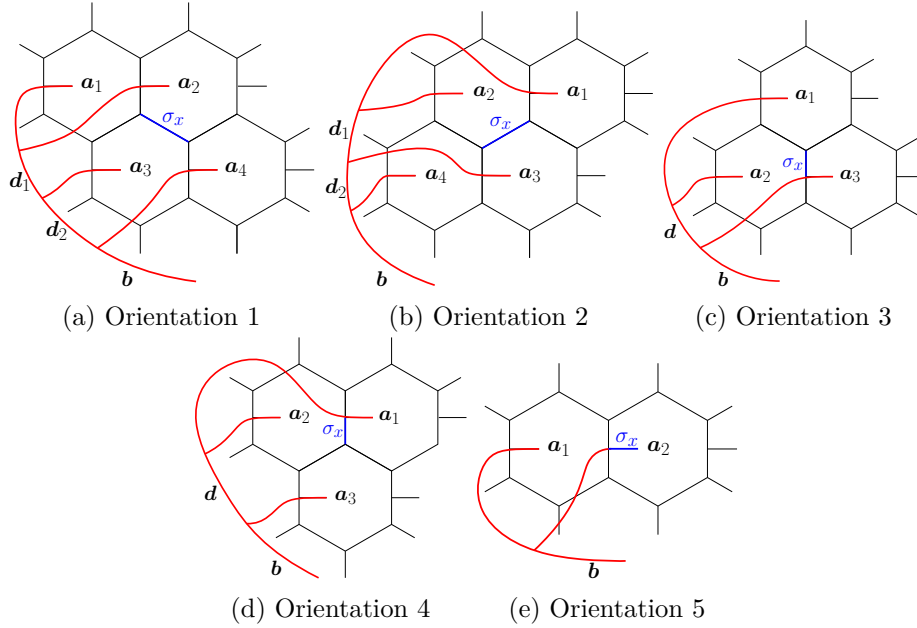 a₁ a₂
σₓ
a₃ a₄
d₁
d₂
b
(a) Orientation 1
a₂ a₁
d₁
σₓ
a₄ a₃
d₂
b
(b) Orientation 2
a₁
σₓ
a₂ a₃
d
b
(c) Orientation 3
a₂ a₁
σₓ
d
a₃
b
(d) Orientation 4
σₓ
a₁ a₂
b
(e) Orientation 5